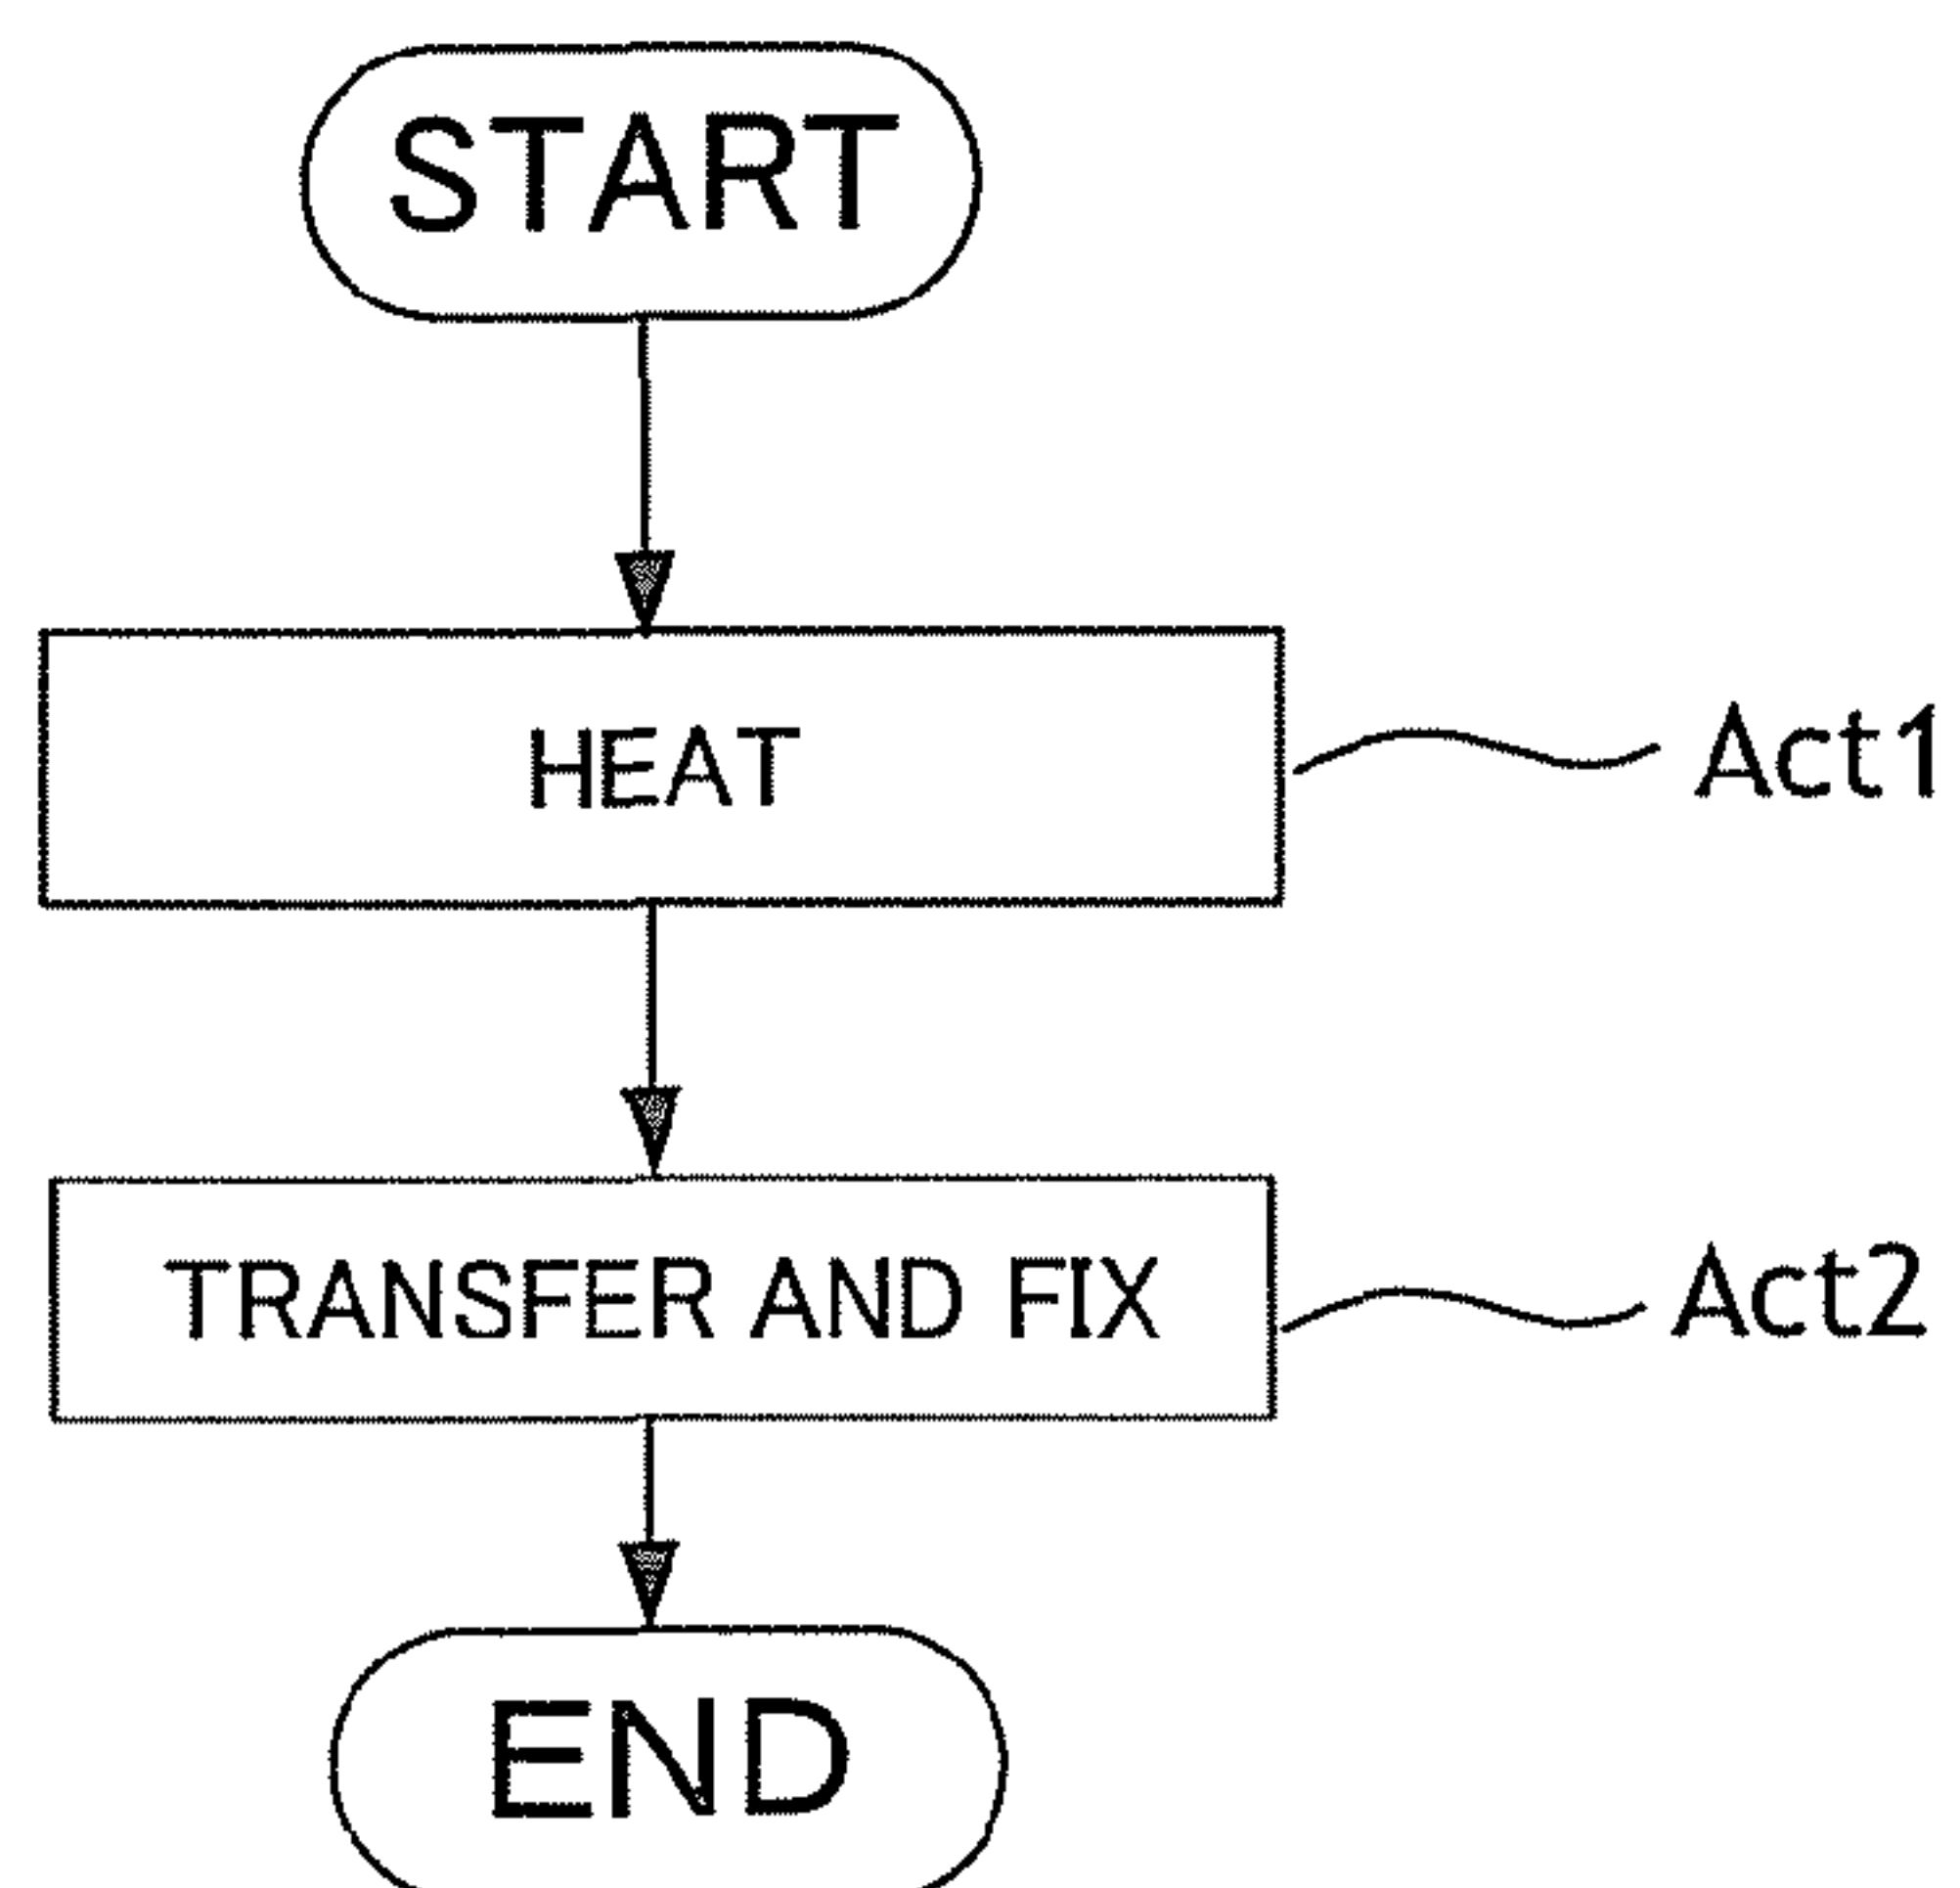 START
HEAT
Act1
TRANSFER AND FIX
Act2
END